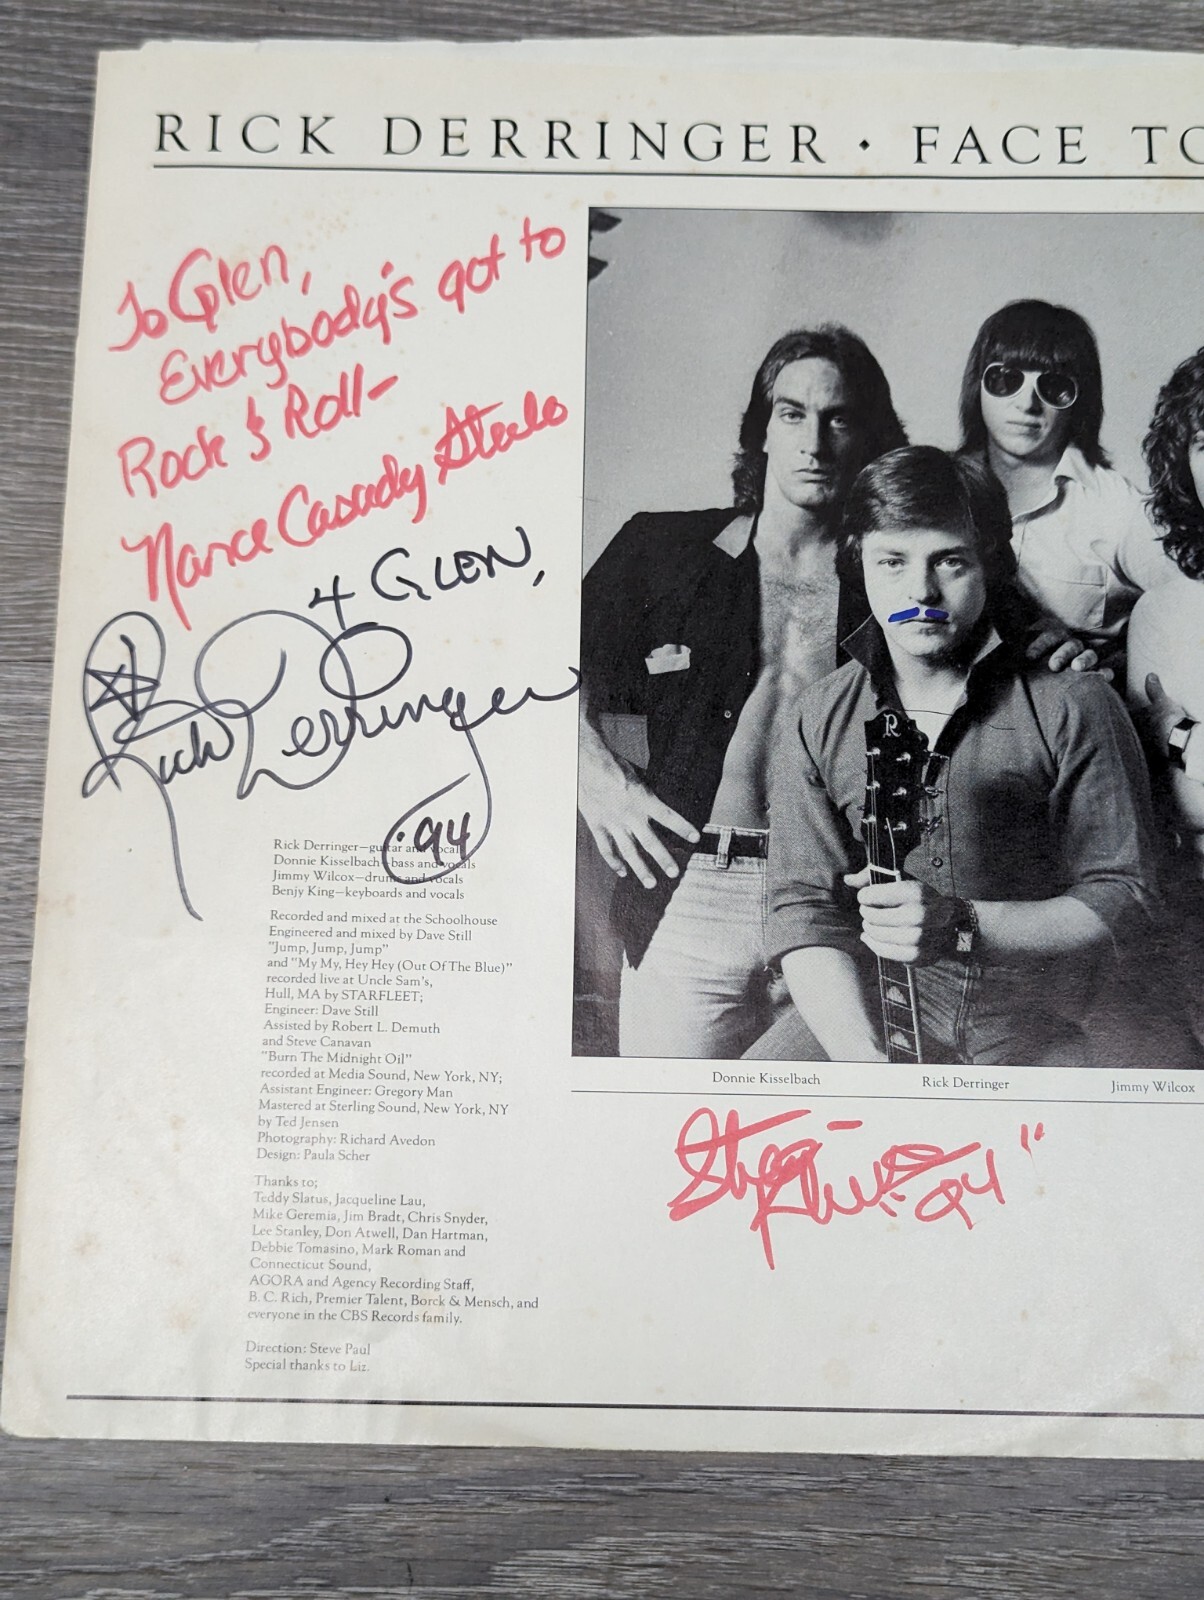 RICK DERRINGER · FACE TO
To Glen,
Everybody's got to
Rock & Roll-
4 GLEN,
Rick Derringer
'94
Rick Derringer—guitar and vocals
Donnie Kisselbach—bass and vocals
Jimmy Wilcox—drums and vocals
Benjy King—keyboards and vocals
Recorded and mixed at the Schoolhouse
Engineered and mixed by Dave Still
"Jump, Jump, Jump"
and "My My, Hey Hey (Out Of The Blue)"
recorded live at Uncle Sam's,
Hull, MA by STARFLEET;
Engineer: Dave Still
Assisted by Robert L. Demuth
and Steve Canavan
"Burn The Midnight Oil"
recorded at Media Sound, New York, NY;
Assistant Engineer: Gregory Man
Mastered at Sterling Sound, New York, NY
by Ted Jensen
Photography: Richard Avedon
Design: Paula Scher
Thanks to;
Teddy Slatus, Jacqueline Lau,
Mike Geremia, Jim Bradt, Chris Snyder,
Lee Stanley, Don Atwell, Dan Hartman,
Debbie Tomasino, Mark Roman and
Connecticut Sound,
AGORA and Agency Recording Staff,
B. C. Rich, Premier Talent, Borck & Mensch, and
everyone in the CBS Records family.
Direction: Steve Paul
Special thanks to Liz.
R
Donnie Kisselbach
Rick Derringer
Jimmy Wilcox
94